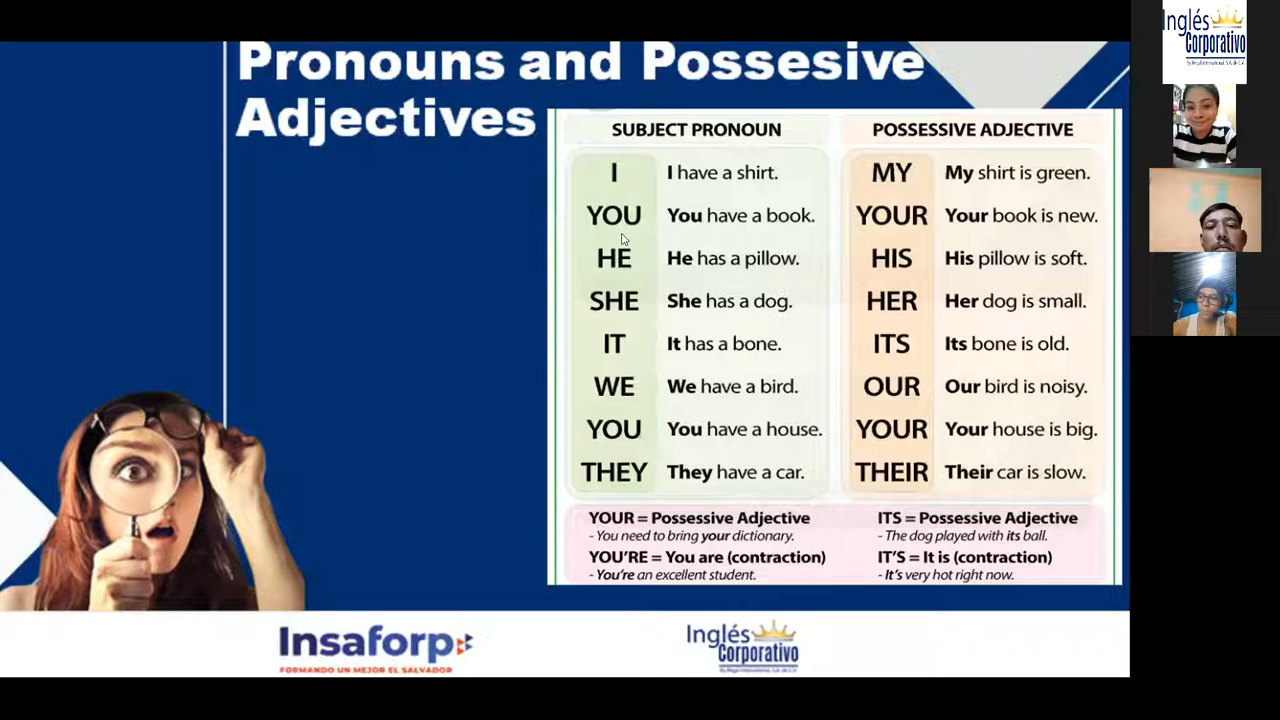 Pronouns and Possesive
Adjectives
SUBJECT PRONOUN
POSSESSIVE ADJECTIVE
I I have a shirt. MY My shirt is green.
YOU You have a book. YOUR Your book is new.
HE He has a pillow. HIS His pillow is soft.
SHE She has a dog. HER Her dog is small.
IT It has a bone. ITS Its bone is old.
WE We have a bird. OUR Our bird is noisy.
YOU You have a house. YOUR Your house is big.
THEY They have a car. THEIR Their car is slow.
YOUR = Possessive Adjective
- You need to bring your dictionary.
YOU'RE = You are (contraction)
- You're an excellent student.
ITS = Possessive Adjective
- The dog played with its ball.
IT'S = It is (contraction)
- It's very hot right now.
Insaforp
FORMANDO UN MEJOR EL SALVADOR
Inglés
Corporativo
Inglés
Corporativo